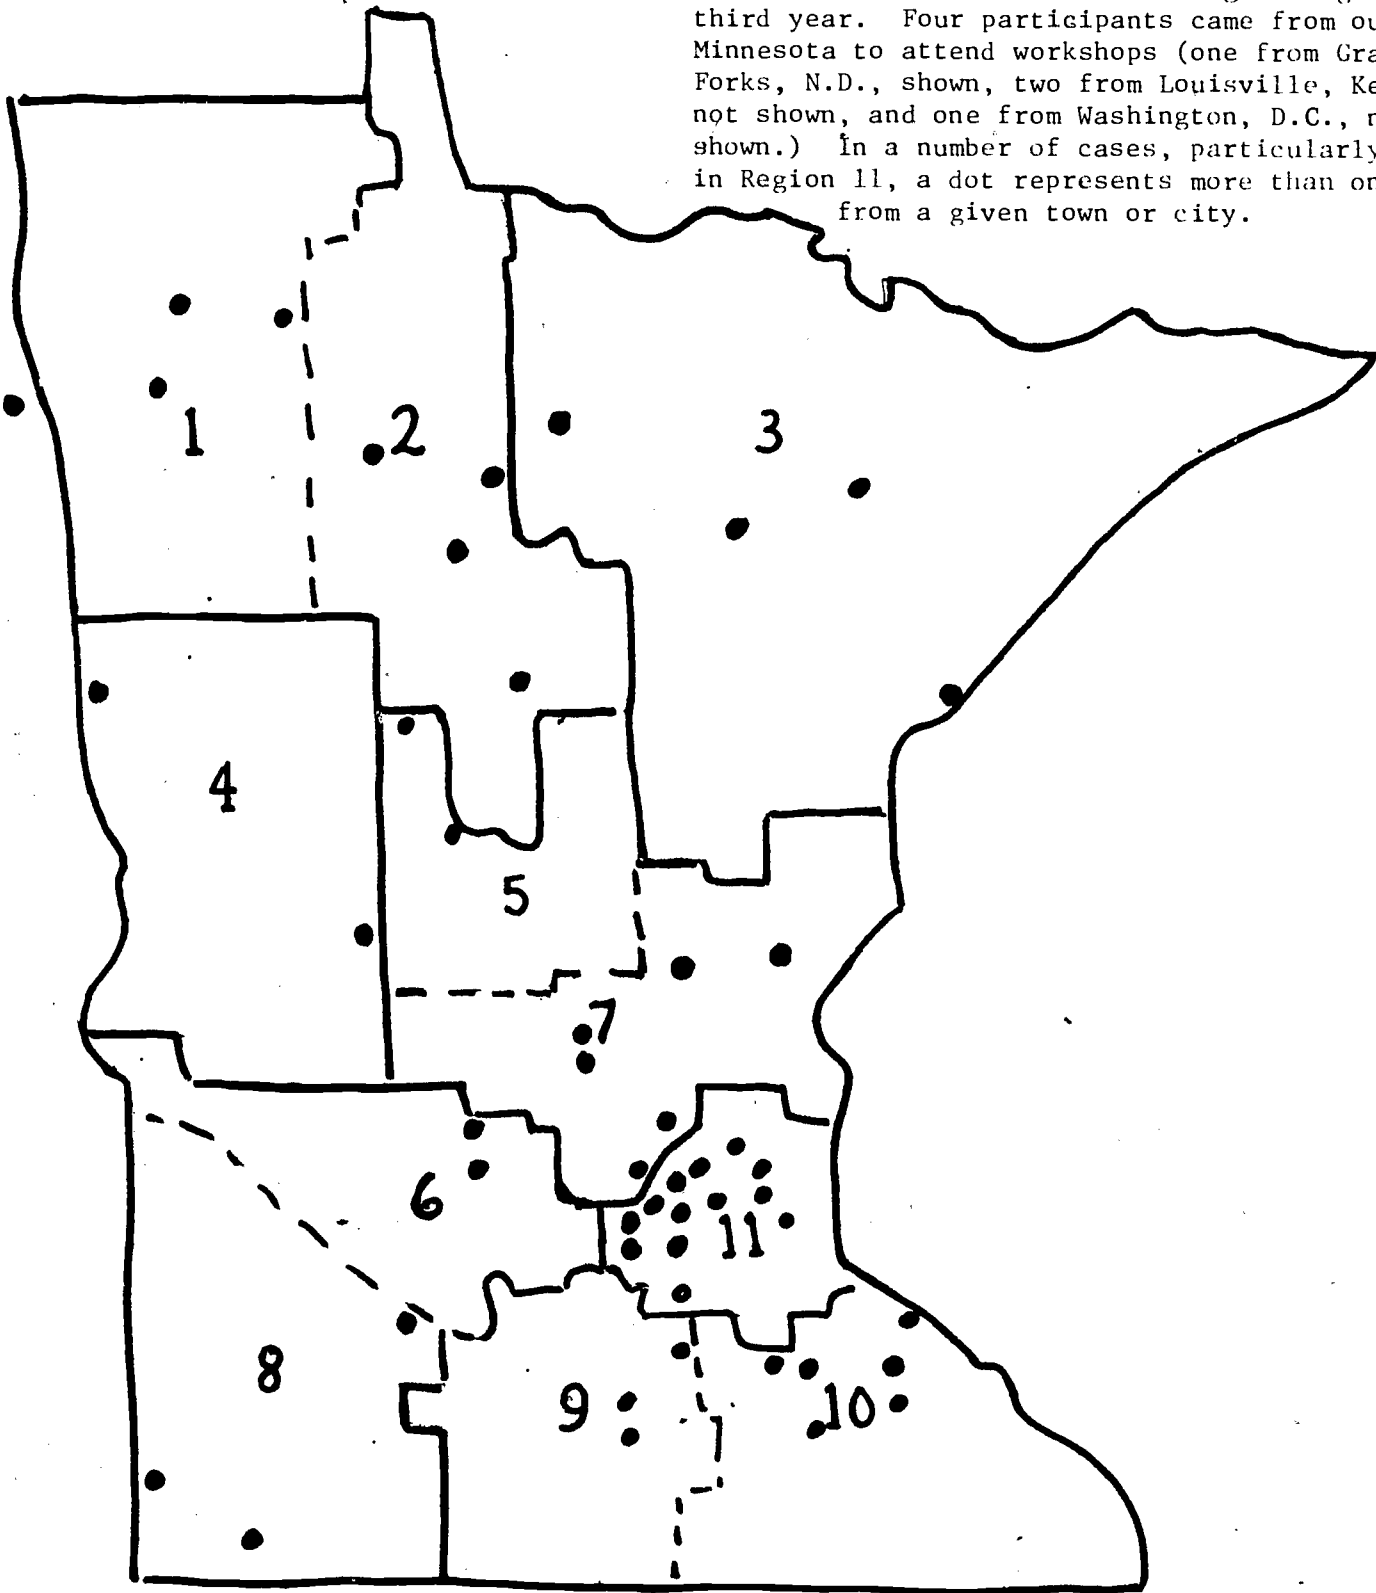 third year. Four participants came from ou
Minnesota to attend workshops (one from Gra
Forks, N.D., shown, two from Louisville, Ke
not shown, and one from Washington, D.C., n
shown.) In a number of cases, particularly
in Region 11, a dot represents more than on
from a given town or city.
1
2
3
4
5
7
6
11
8
9
10